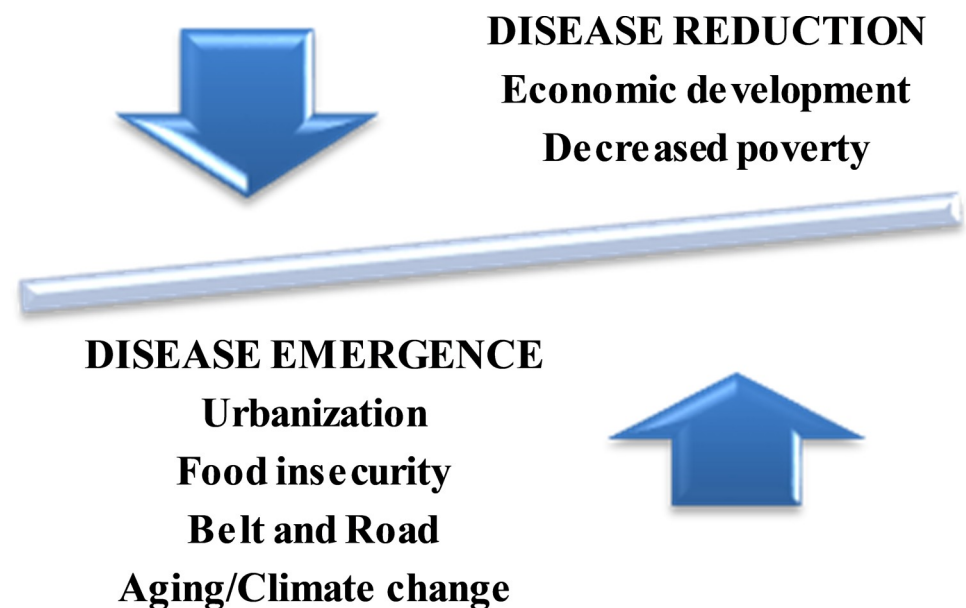 DISEASE REDUCTION
Economic development
Decreased poverty
DISEASE EMERGENCE
Urbanization
Food insecurity
Belt and Road
Aging/Climate change